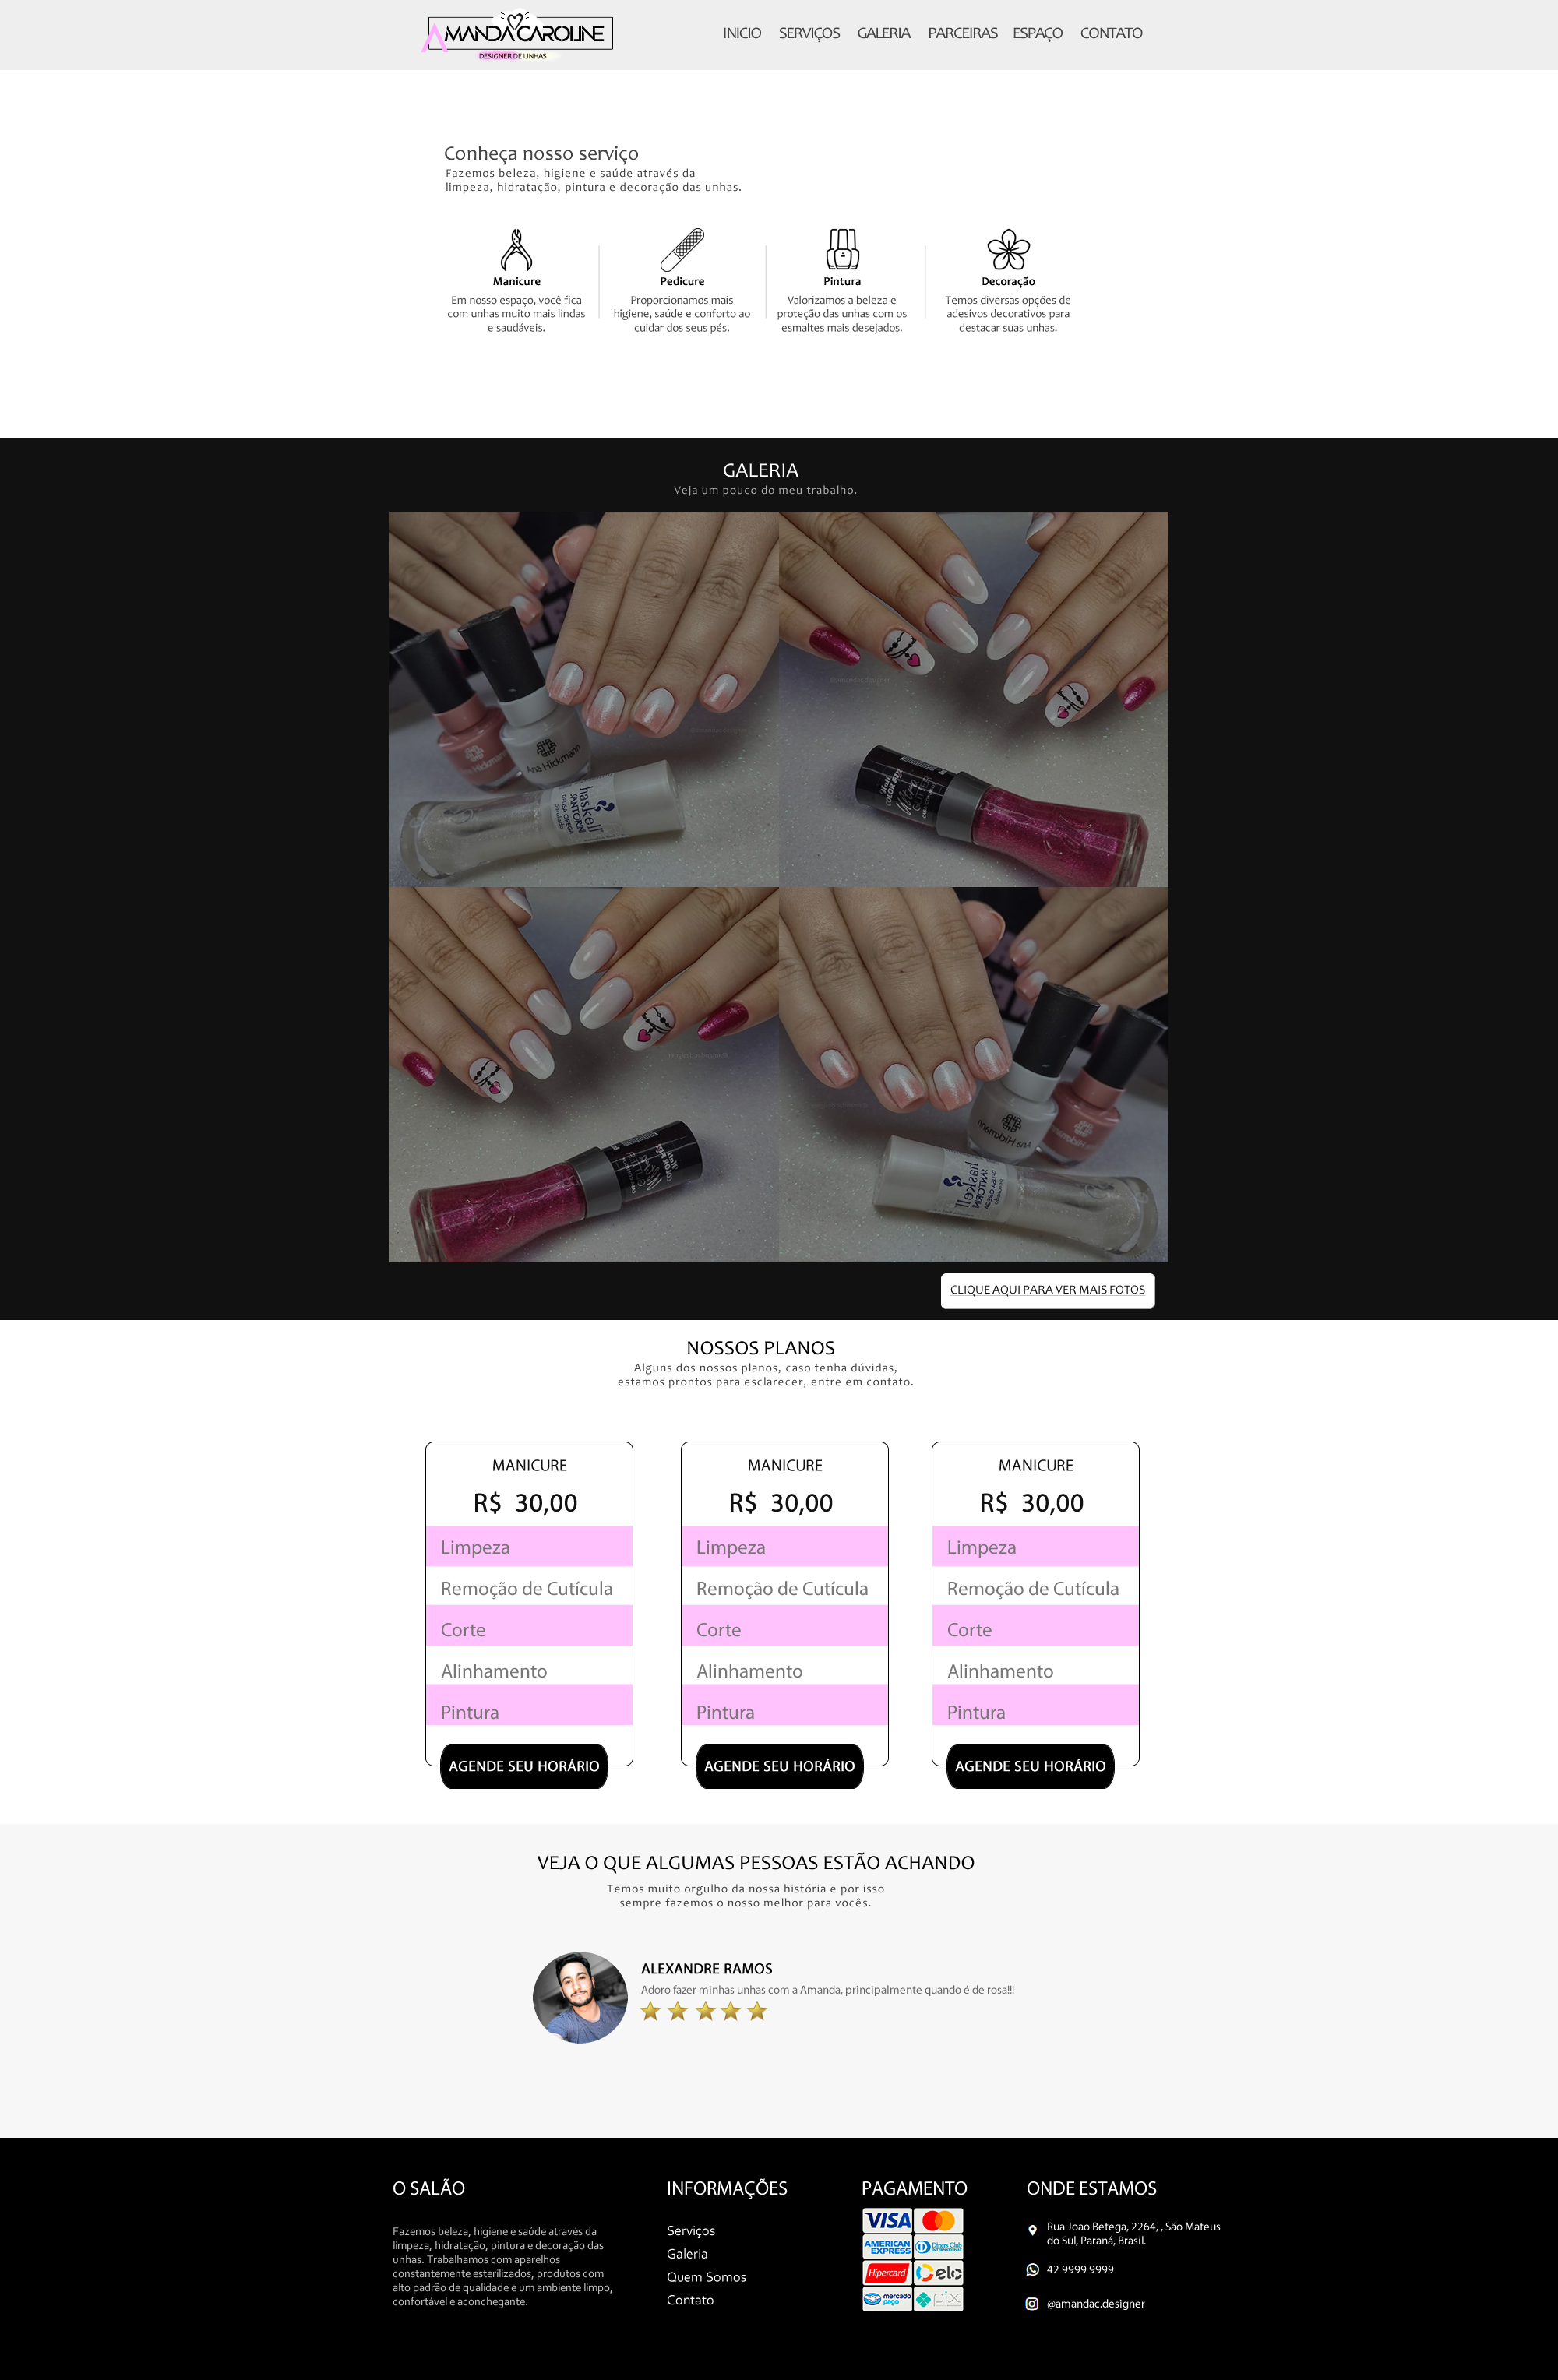 AMANDA CAROLINE
DESIGNER DE UNHAS
INICIO SERVIÇOS GALERIA PARCEIRAS ESPAÇO CONTATO
Conheça nosso serviço
Fazemos beleza, higiene e saúde através da
limpeza, hidratação, pintura e decoração das unhas.
Manicure
Em nosso espaço, você fica
com unhas muito mais lindas
e saudáveis.
Pedicure
Proporcionamos mais
higiene, saúde e conforto ao
cuidar dos seus pés.
Pintura
Valorizamos a beleza e
proteção das unhas com os
esmaltes mais desejados.
Decoração
Temos diversas opções de
adesivos decorativos para
destacar suas unhas.
GALERIA
Veja um pouco do meu trabalho.
Hickmann
Ana Hickmann
haskell
SANTORINI
DEUSA GREGA
COLOR
haskell
CLIQUE AQUI PARA VER MAIS FOTOS
NOSSOS PLANOS
Alguns dos nossos planos, caso tenha dúvidas,
estamos prontos para esclarecer, entre em contato.
MANICURE
R$ 30,00
Limpeza
Remoção de Cutícula
Corte
Alinhamento
Pintura
AGENDE SEU HORÁRIO
MANICURE
R$ 30,00
Limpeza
Remoção de Cutícula
Corte
Alinhamento
Pintura
AGENDE SEU HORÁRIO
MANICURE
R$ 30,00
Limpeza
Remoção de Cutícula
Corte
Alinhamento
Pintura
AGENDE SEU HORÁRIO
VEJA O QUE ALGUMAS PESSOAS ESTÃO ACHANDO
Temos muito orgulho da nossa história e por isso
sempre fazemos o nosso melhor para vocês.
ALEXANDRE RAMOS
Adoro fazer minhas unhas com a Amanda, principalmente quando é de rosa!!!
O SALÃO
Fazemos beleza, higiene e saúde através da
limpeza, hidratação, pintura e decoração das
unhas. Trabalhamos com aparelhos
constantemente esterilizados, produtos com
alto padrão de qualidade e um ambiente limpo,
confortável e aconchegante.
INFORMAÇÕES
Serviços
Galeria
Quem Somos
Contato
PAGAMENTO
VISA
AMERICAN EXPRESS
Diners Club INTERNATIONAL
Hipercard
elo
mercado pago
pix
ONDE ESTAMOS
Rua Joao Betega, 2264, , São Mateus
do Sul, Paraná, Brasil.
42 9999 9999
@amandac.designer